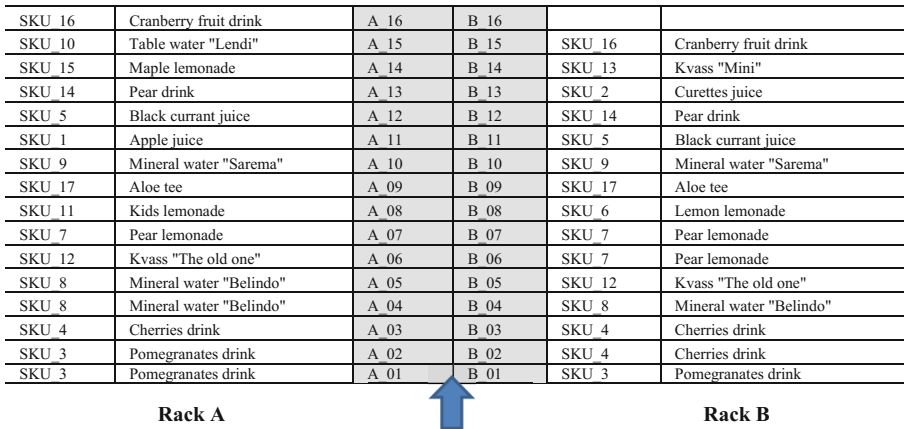 SKU_16 Cranberry fruit drink A_16 B_16
SKU_10 Table water "Lendi" A_15 B_15 SKU_16 Cranberry fruit drink
SKU_15 Maple lemonade A_14 B_14 SKU_13 Kvass "Mini"
SKU_14 Pear drink A_13 B_13 SKU_2 Curettes juice
SKU_5 Black currant juice A_12 B_12 SKU_14 Pear drink
SKU_1 Apple juice A_11 B_11 SKU_5 Black currant juice
SKU_9 Mineral water "Sarema" A_10 B_10 SKU_9 Mineral water "Sarema"
SKU_17 Aloe tee A_09 B_09 SKU_17 Aloe tee
SKU_11 Kids lemonade A_08 B_08 SKU_6 Lemon lemonade
SKU_7 Pear lemonade A_07 B_07 SKU_7 Pear lemonade
SKU_12 Kvass "The old one" A_06 B_06 SKU_7 Pear lemonade
SKU_8 Mineral water "Belindo" A_05 B_05 SKU_12 Kvass "The old one"
SKU_8 Mineral water "Belindo" A_04 B_04 SKU_8 Mineral water "Belindo"
SKU_4 Cherries drink A_03 B_03 SKU_4 Cherries drink
SKU_3 Pomegranates drink A_02 B_02 SKU_4 Cherries drink
SKU_3 Pomegranates drink A_01 B_01 SKU_3 Pomegranates drink
Rack A Rack B